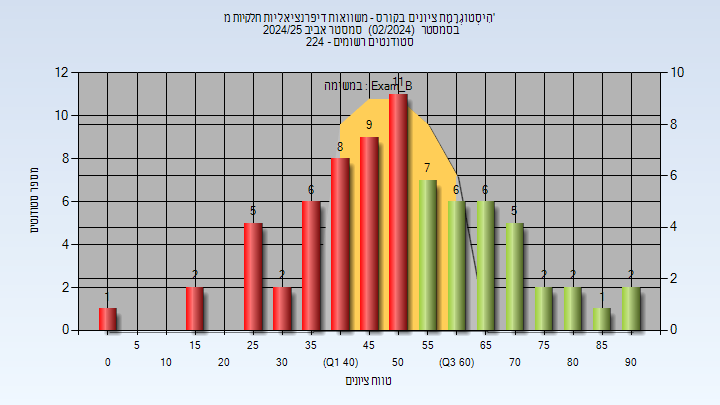 היסטוגרמת ציונים בקורס - משוואות דיפרנציאליות חלקיות מ'
בסמסטר (02/2024) סמסטר אביב 2024/25
סטודנטים רשומים - 224
במשימה : Exam_B
12 10 8 6 4 2 0
מספר סטודנטים
10 8 6 4 2 0
1 2 5 2 6 8 9 11 7 6 6 5 2 2 1 2
5 15 25 35 45 55 65 75 85
0 10 20 30 (Q1 40) 50 (Q3 60) 70 80 90
טווח ציונים